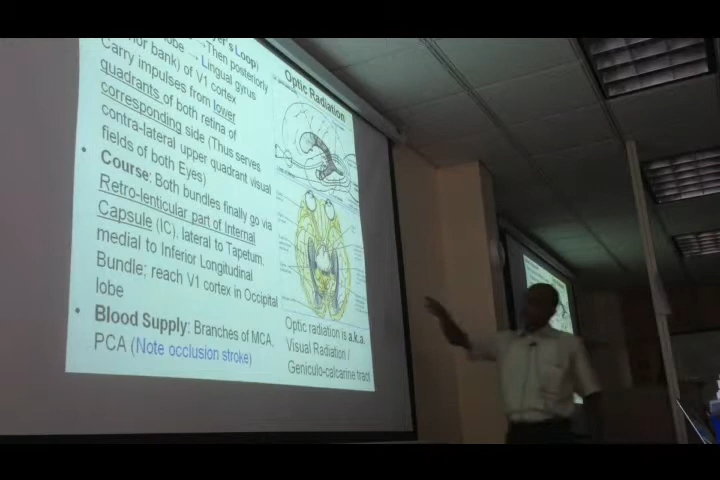 Loop)
Then posteriorly
Lingual gyrus
bank) of V1 cortex
Carry impulses from lower
quadrants of both retina of
corresponding side (Thus serves
contra-lateral upper quadrant visual
fields of both Eyes)
• Course: Both bundles finally go via
Retro-lenticular part of Internal
Capsule (IC). lateral to Tapetum.
medial to Inferior Longitudinal
Bundle; reach V1 cortex in Occipital
lobe
• Blood Supply: Branches of MCA.
PCA (Note occlusion stroke)
Optic Radiation
Optic radiation is a.k.a.
Visual Radiation /
Geniculo-calcarine tract